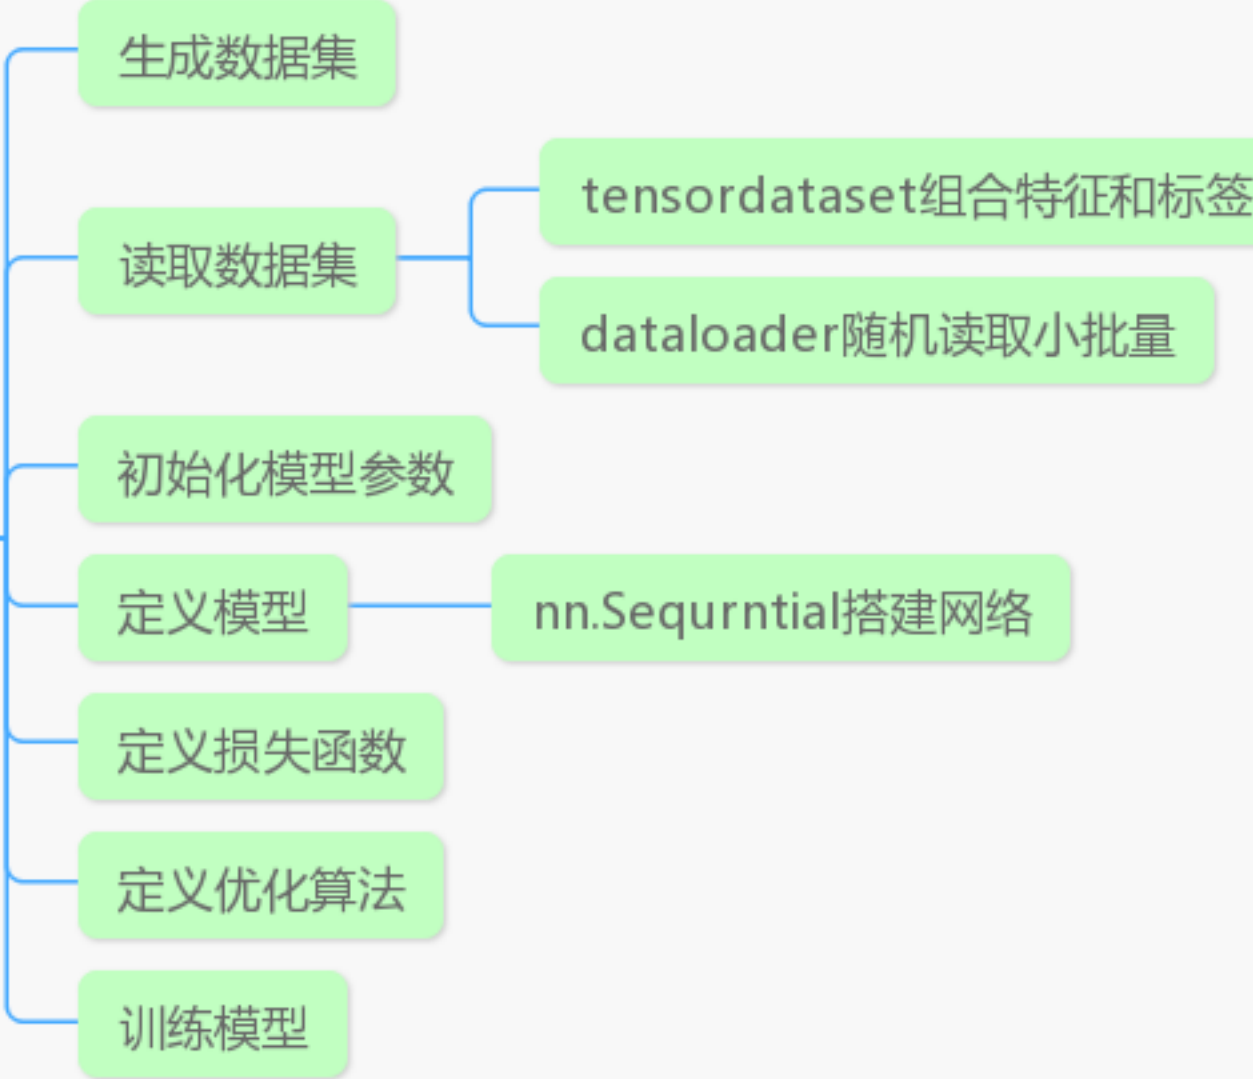 生成数据集
读取数据集
tensordataset组合特征和标签
dataloader随机读取小批量
初始化模型参数
定义模型
nn.Sequrntial搭建网络
定义损失函数
定义优化算法
训练模型